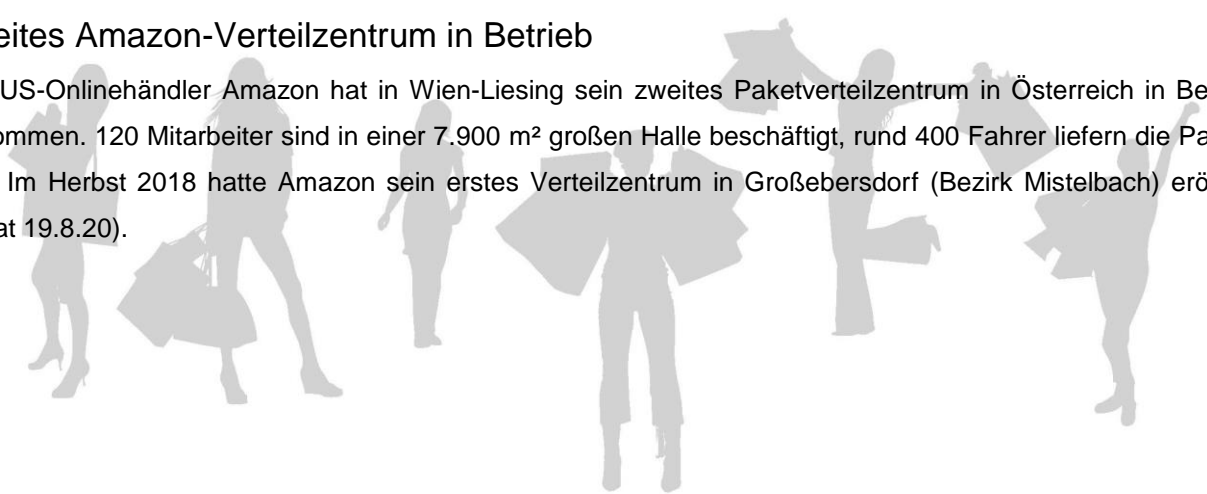 eites Amazon-Verteilzentrum in Betrieb
US-Onlinehändler Amazon hat in Wien-Liesing sein zweites Paketverteilzentrum in Österreich in Be
ommen. 120 Mitarbeiter sind in einer 7.900 m² großen Halle beschäftigt, rund 400 Fahrer liefern die Pa
Im Herbst 2018 hatte Amazon sein erstes Verteilzentrum in Großebersdorf (Bezirk Mistelbach) erö
at 19.8.20).